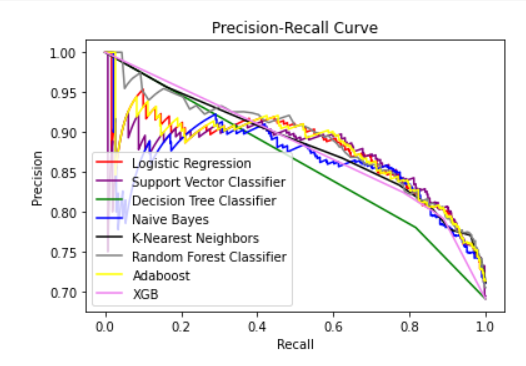 Precision-Recall Curve
1.00
0.95
0.90
0.85
0.80
0.75
0.70
Precision
Logistic Regression
Support Vector Classifier
Decision Tree Classifier
Naive Bayes
K-Nearest Neighbors
Random Forest Classifier
Adaboost
XGB
0.0 0.2 0.4 0.6 0.8 1.0
Recall